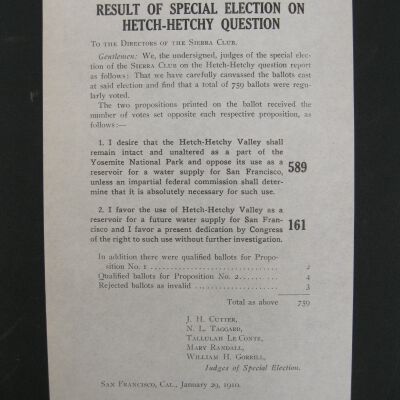 RESULT OF SPECIAL ELECTION ON
HETCH-HETCHY QUESTION
To the Directors of the Sierra Club.
Gentlemen: We, the undersigned, judges of the special elec-
tion of the Sierra Club on the Hetch-Hetchy question report
as follows: That we have carefully canvassed the ballots cast
at said election and find that a total of 759 ballots were regu-
larly voted.
The two propositions printed on the ballot received the
number of votes set opposite each respective proposition, as
follows:—
1. I desire that the Hetch-Hetchy Valley shall
remain intact and unaltered as a part of the
Yosemite National Park and oppose its use as a
reservoir for a water supply for San Francisco, 589
unless an impartial federal commission shall deter-
mine that it is absolutely necessary for such use.
2. I favor the use of Hetch-Hetchy Valley as a
reservoir for a future water supply for San Fran-
cisco and I favor a present dedication by Congress 161
of the right to such use without further investigation.
In addition there were qualified ballots for Propo-
sition No. 1 ................................ 2
Qualified ballots for Proposition No. 2.......... 4
Rejected ballots as invalid ..................... 3
Total as above 759
J. H. Cutter,
N. L. Taggard,
Tallulah Le Conte,
Mary Randall,
William H. Gorrill,
Judges of Special Election.
San Francisco, Cal., January 29, 1910.